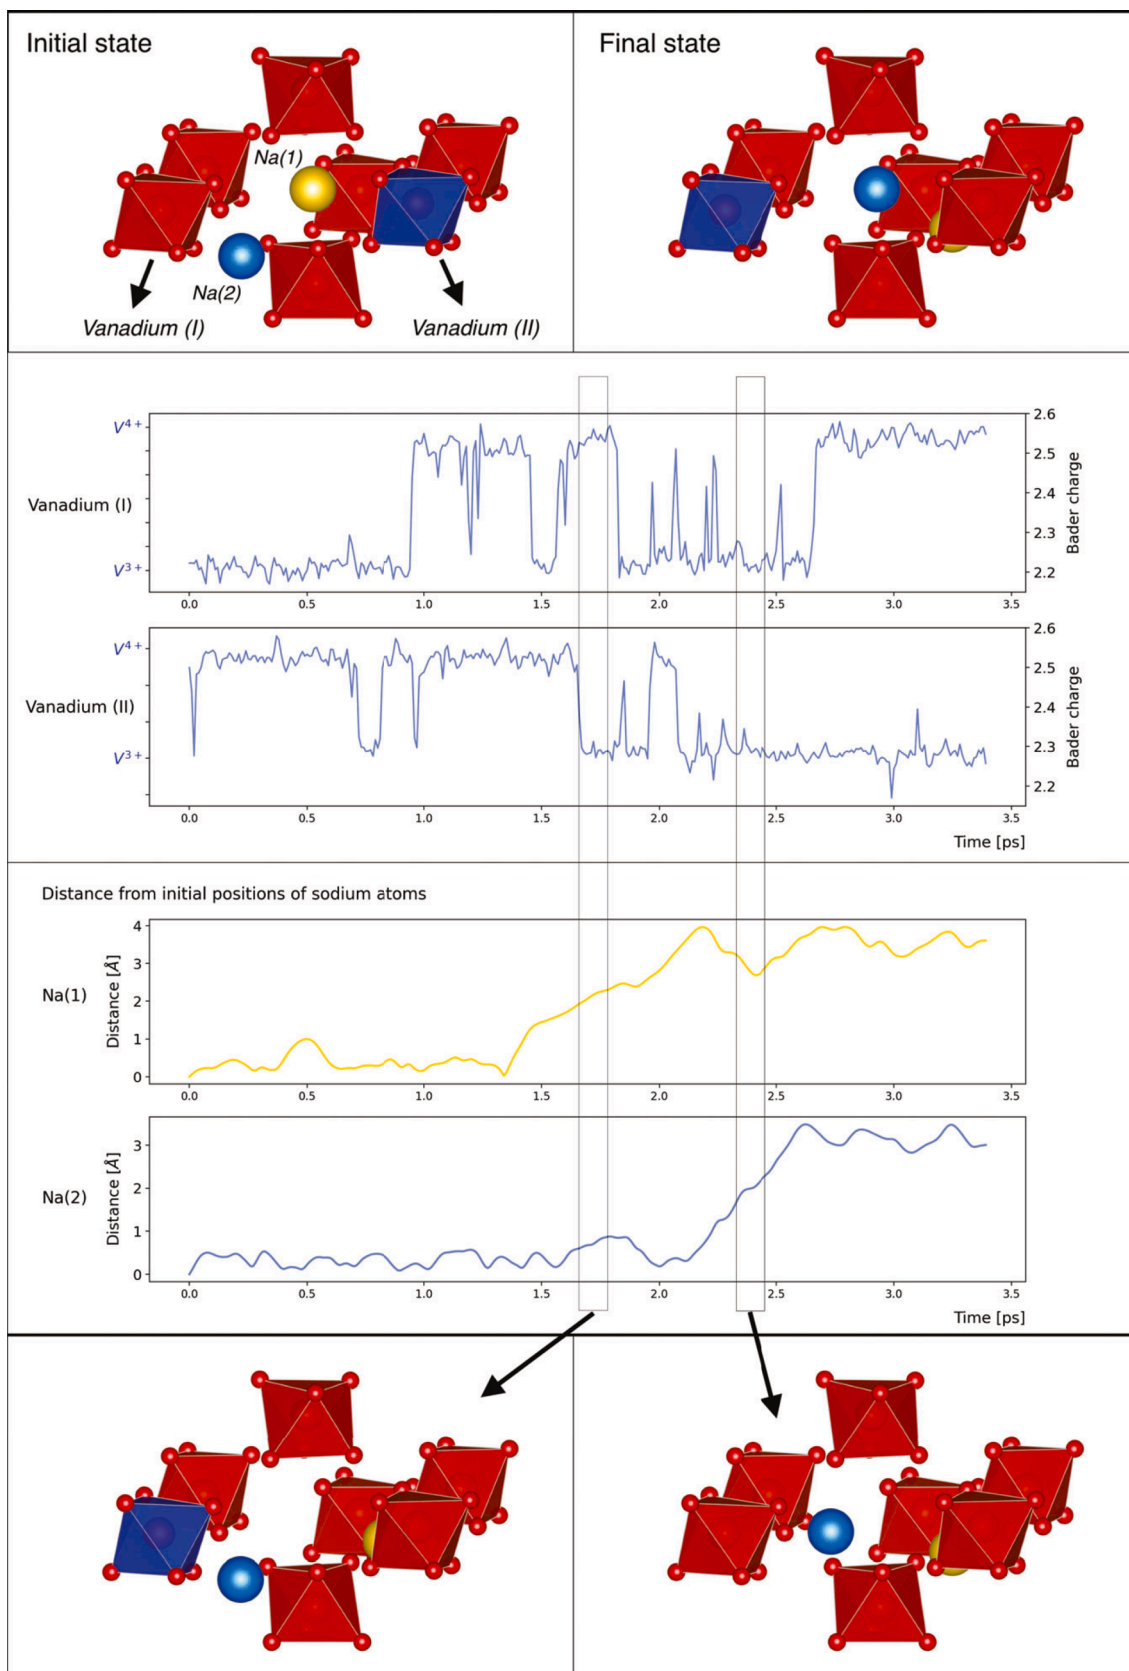 Initial state
Final state
Na(1)
Na(2)
Vanadium (I)
Vanadium (II)
V⁴⁺
2.6
2.5
Vanadium (I)
2.4
Bader charge
2.3
V³⁺
2.2
0.0 0.5 1.0 1.5 2.0 2.5 3.0 3.5
V⁴⁺
2.6
2.5
Vanadium (II)
2.4
Bader charge
V³⁺
2.3
2.2
0.0 0.5 1.0 1.5 2.0 2.5 3.0 3.5
Time [ps]
Distance from initial positions of sodium atoms
4
3
Na(1)
Distance [Å]
2
1
0
0.0 0.5 1.0 1.5 2.0 2.5 3.0 3.5
3
Na(2)
Distance [Å]
2
1
0
0.0 0.5 1.0 1.5 2.0 2.5 3.0 3.5
Time [ps]